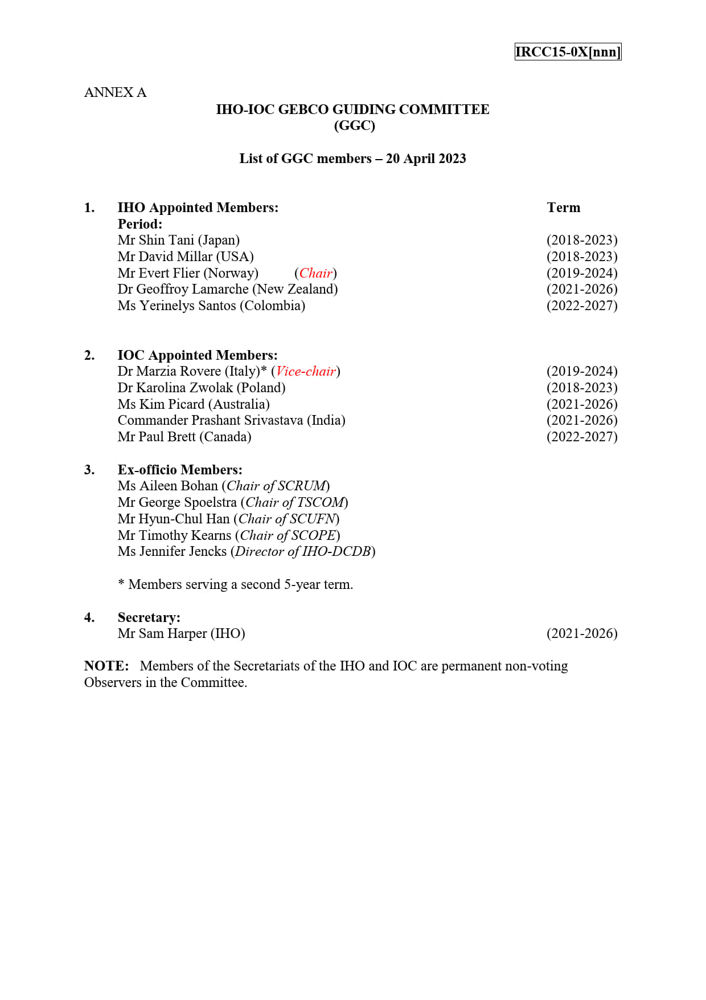 IRCC15-0X[nnn]
ANNEX A
IHO-IOC GEBCO GUIDING COMMITTEE
(GGC)
List of GGC members – 20 April 2023
1. IHO Appointed Members: Term
Period:
Mr Shin Tani (Japan) (2018-2023)
Mr David Millar (USA) (2018-2023)
Mr Evert Flier (Norway) (Chair) (2019-2024)
Dr Geoffroy Lamarche (New Zealand) (2021-2026)
Ms Yerinelys Santos (Colombia) (2022-2027)
2. IOC Appointed Members:
Dr Marzia Rovere (Italy)* (Vice-chair) (2019-2024)
Dr Karolina Zwolak (Poland) (2018-2023)
Ms Kim Picard (Australia) (2021-2026)
Commander Prashant Srivastava (India) (2021-2026)
Mr Paul Brett (Canada) (2022-2027)
3. Ex-officio Members:
Ms Aileen Bohan (Chair of SCRUM)
Mr George Spoelstra (Chair of TSCOM)
Mr Hyun-Chul Han (Chair of SCUFN)
Mr Timothy Kearns (Chair of SCOPE)
Ms Jennifer Jencks (Director of IHO-DCDB)
* Members serving a second 5-year term.
4. Secretary:
Mr Sam Harper (IHO) (2021-2026)
NOTE: Members of the Secretariats of the IHO and IOC are permanent non-voting
Observers in the Committee.